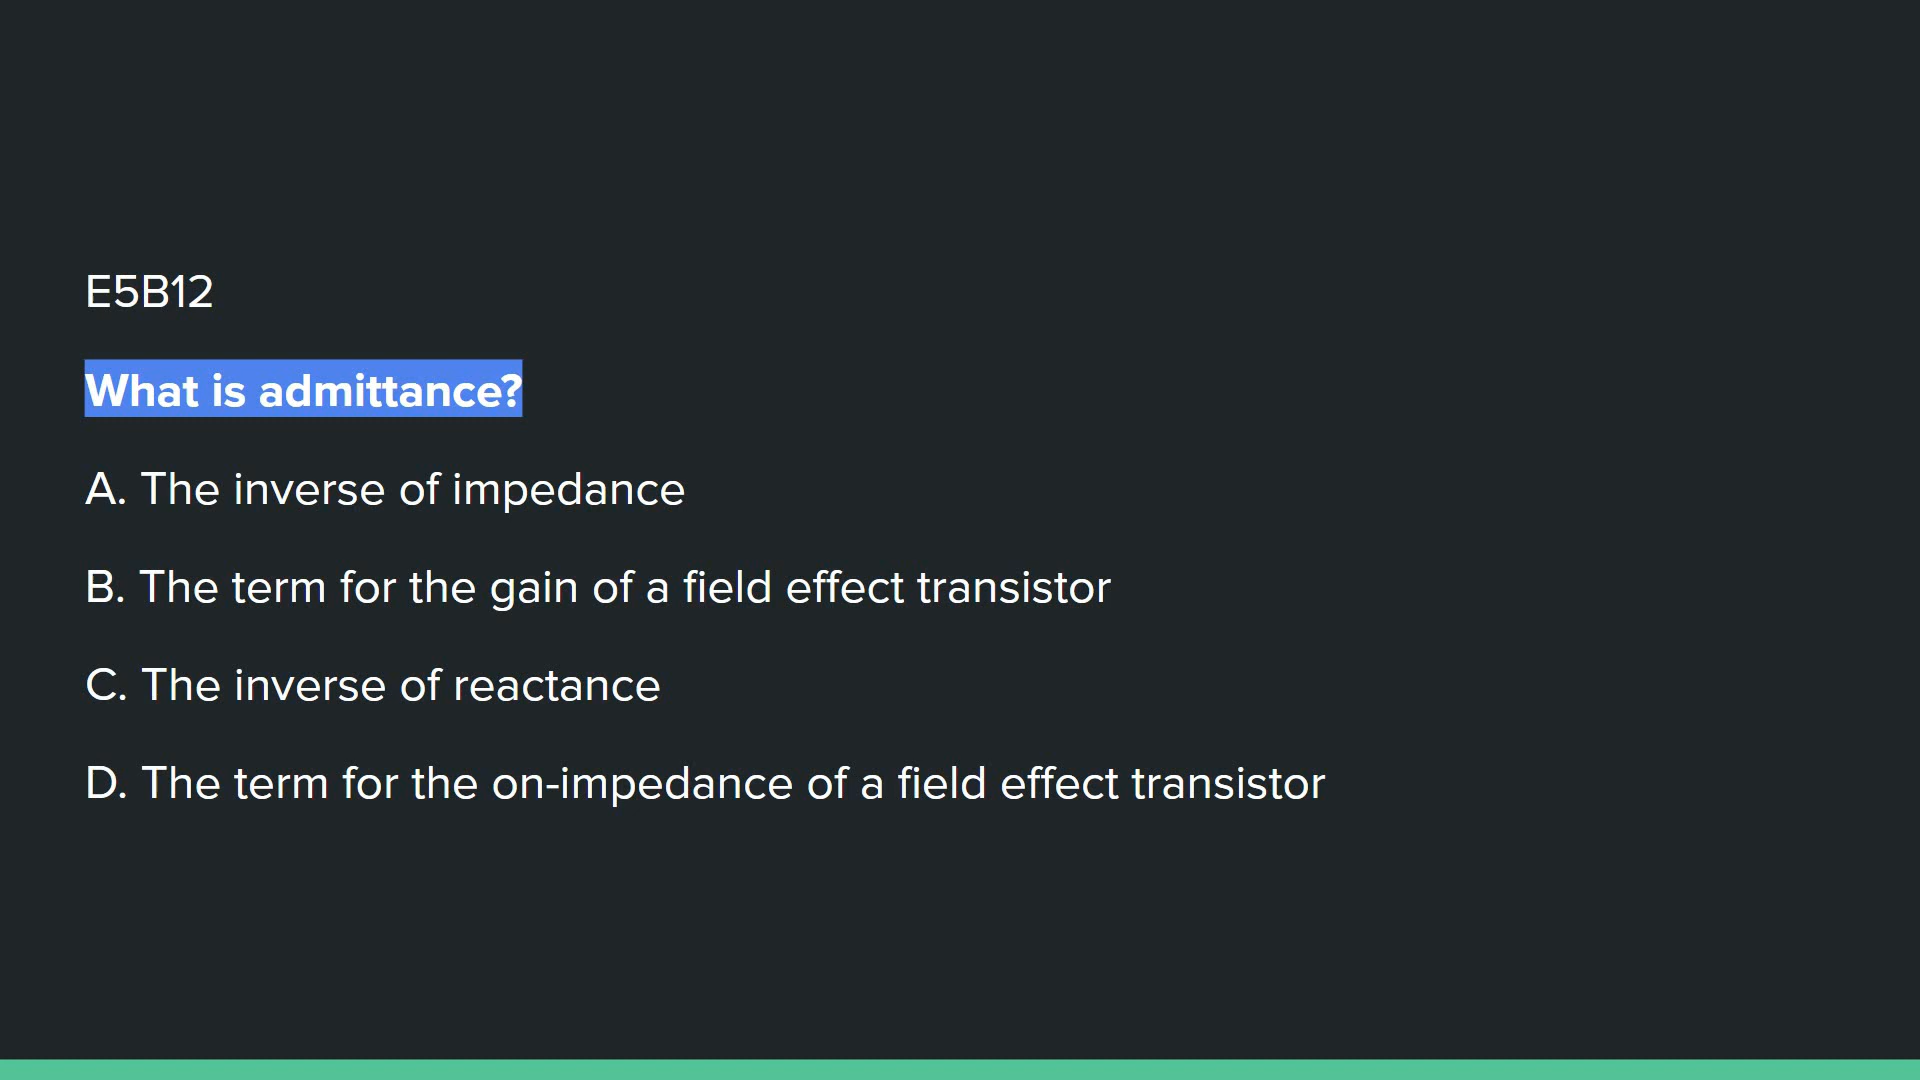 E5B12
What is admittance?
A. The inverse of impedance
B. The term for the gain of a field effect transistor
C. The inverse of reactance
D. The term for the on-impedance of a field effect transistor